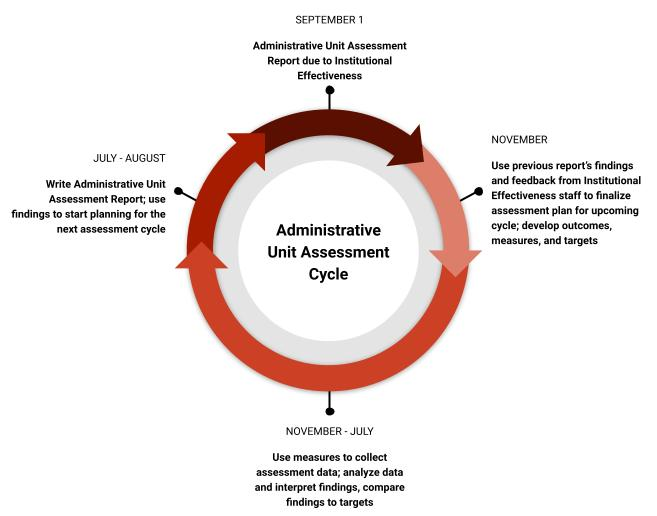 SEPTEMBER 1
Administrative Unit Assessment
Report due to Institutional
Effectiveness
NOVEMBER
Use previous report's findings
and feedback from Institutional
Effectiveness staff to finalize
assessment plan for upcoming
cycle; develop outcomes,
measures, and targets
JULY - AUGUST
Write Administrative Unit
Assessment Report; use
findings to start planning for the
next assessment cycle
Administrative
Unit Assessment
Cycle
NOVEMBER - JULY
Use measures to collect
assessment data; analyze data
and interpret findings, compare
findings to targets